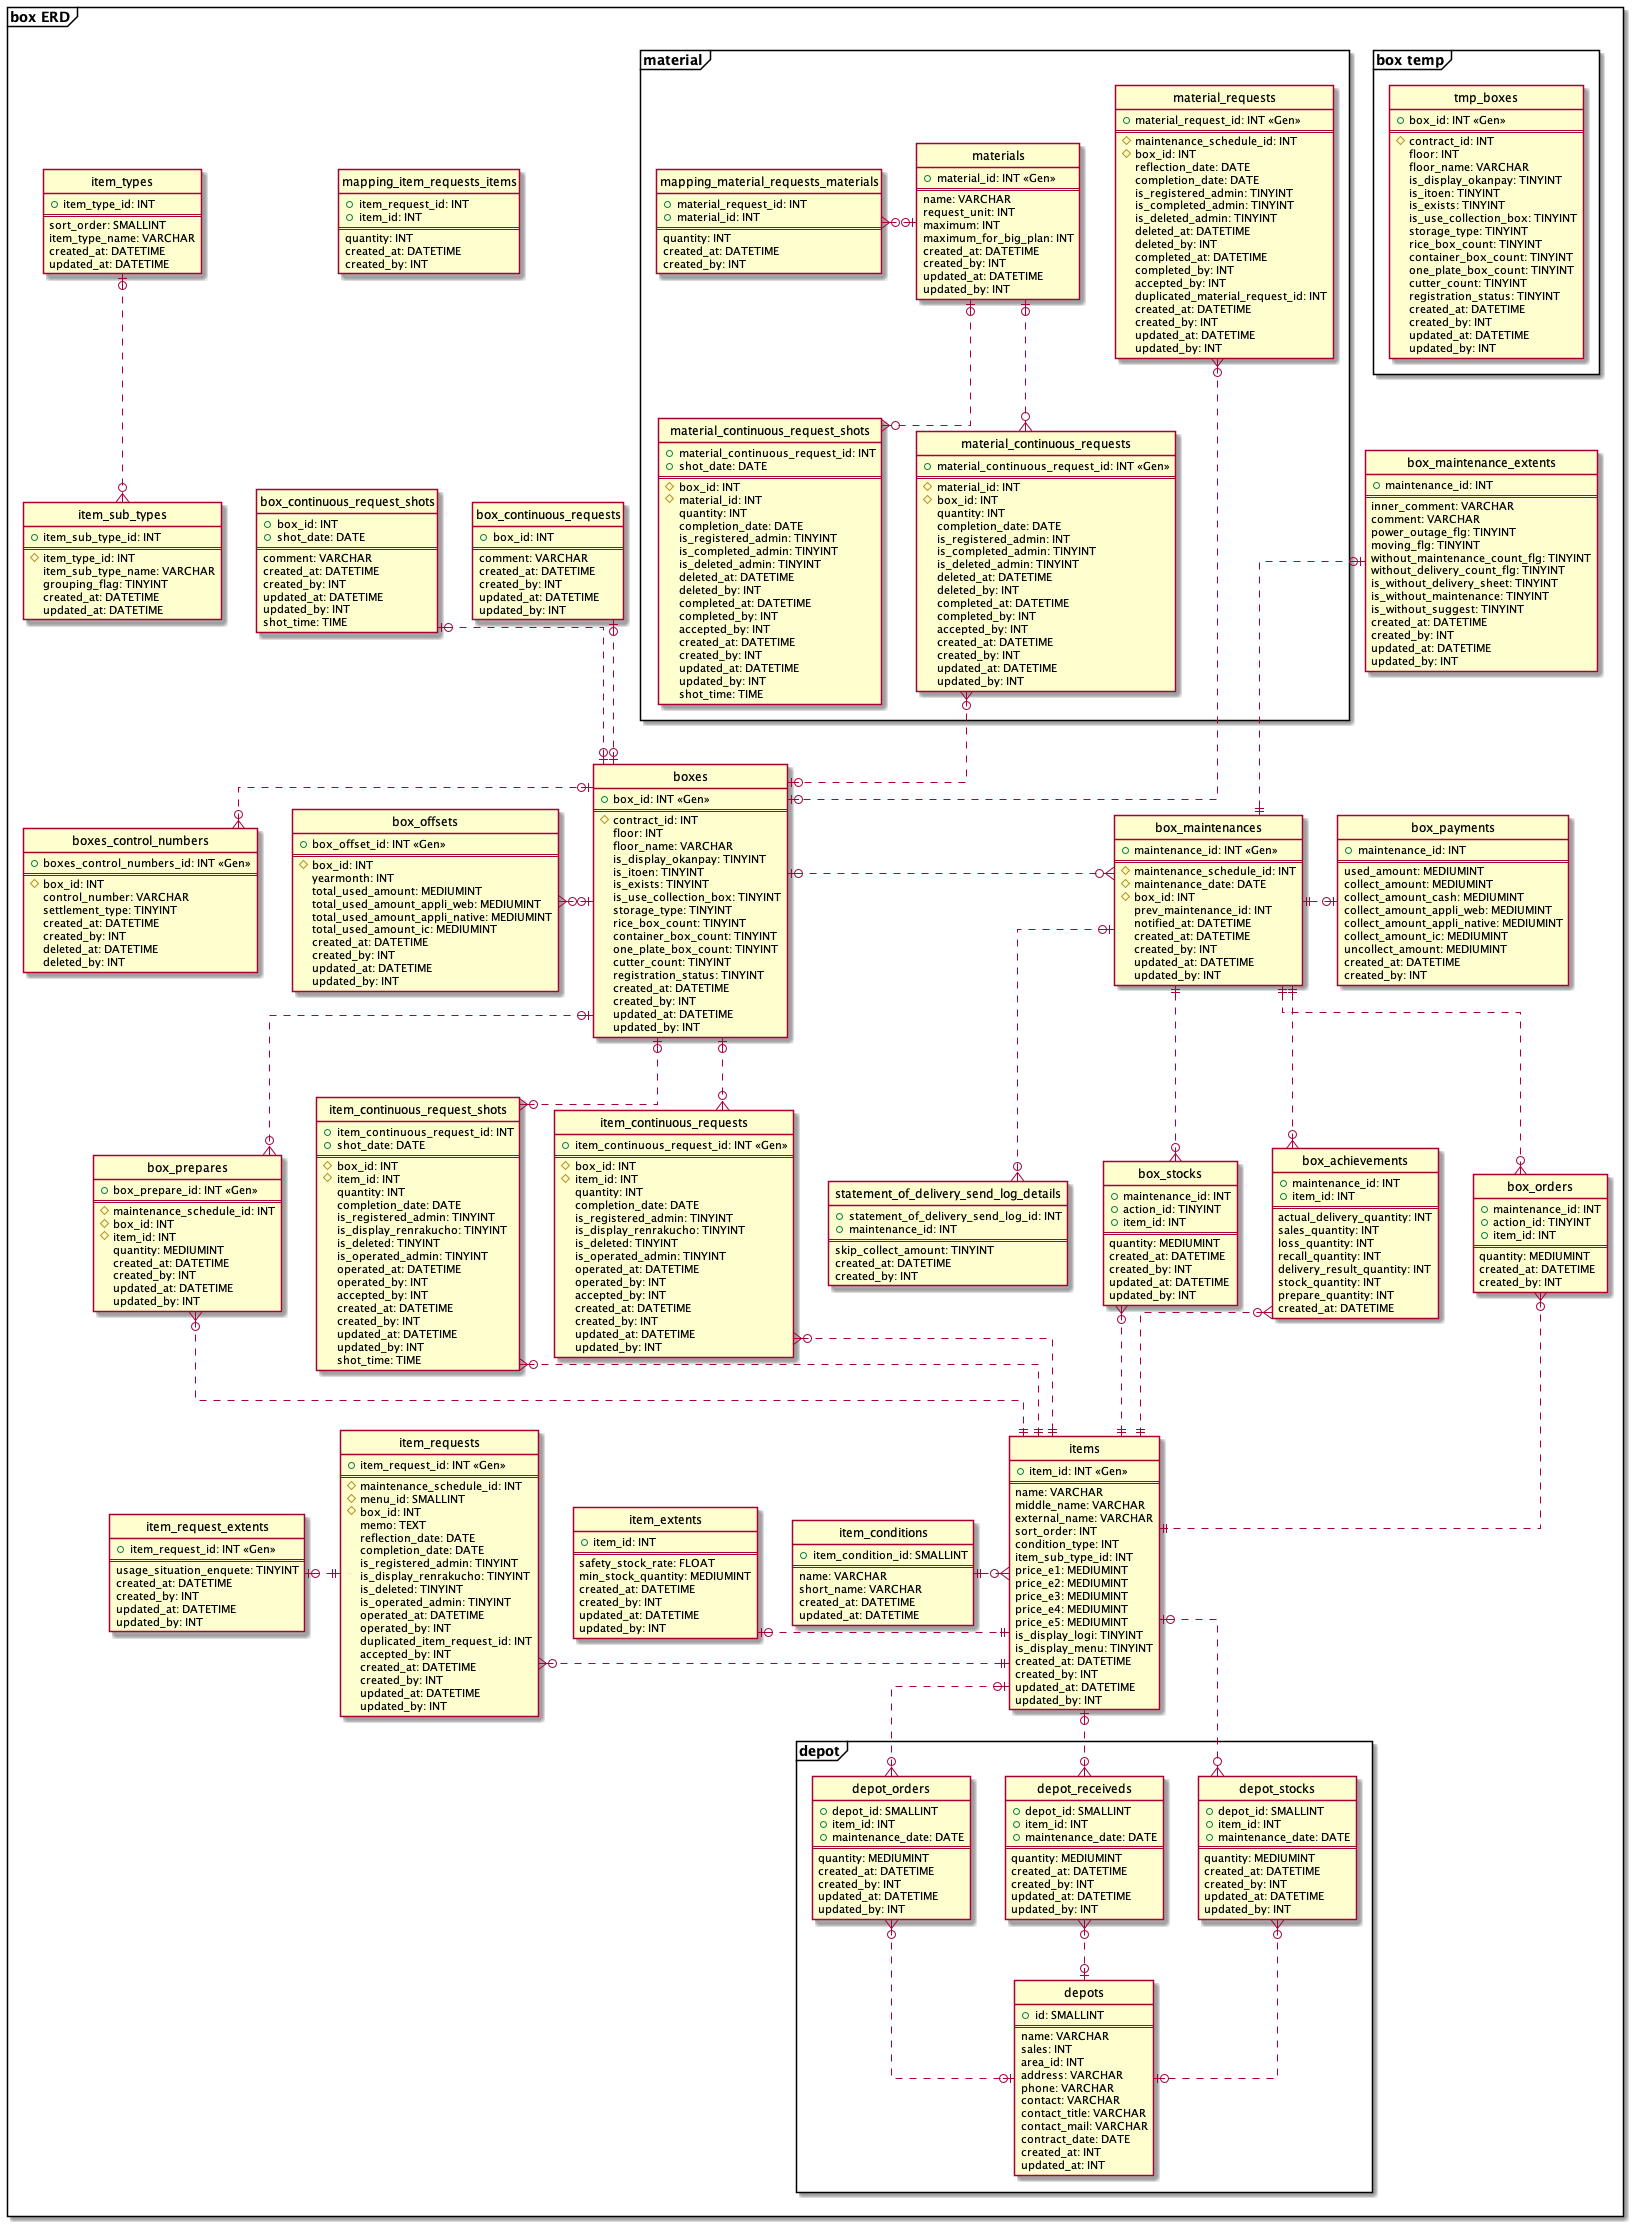 box ERD
material
box temp
material_requests
material_request_id: INT «Gen»
maintenance_schedule_id: INT
box_id: INT
reflection_date: DATE
completion_date: DATE
is_registered_admin: TINYINT
is_completed_admin: TINYINT
is_deleted_admin: TINYINT
deleted_at: DATETIME
deleted_by: INT
completed_at: DATETIME
completed_by: INT
accepted_by: INT
duplicated_material_request_id: INT
created_at: DATETIME
created_by: INT
updated_at: DATETIME
updated_by: INT
tmp_boxes
box_id: INT «Gen»
contract_id: INT
floor: INT
floor_name: VARCHAR
is_display_okanpay: TINYINT
is_itoen: TINYINT
is_exists: TINYINT
is_use_collection_box: TINYINT
storage_type: TINYINT
rice_box_count: TINYINT
container_box_count: TINYINT
one_plate_box_count: TINYINT
cutter_count: TINYINT
registration_status: TINYINT
created_at: DATETIME
created_by: INT
updated_at: DATETIME
updated_by: INT
item_types
item_type_id: INT
sort_order: SMALLINT
item_type_name: VARCHAR
created_at: DATETIME
updated_at: DATETIME
mapping_item_requests_items
item_request_id: INT
item_id: INT
quantity: INT
created_at: DATETIME
created_by: INT
mapping_material_requests_materials
material_request_id: INT
material_id: INT
quantity: INT
created_at: DATETIME
created_by: INT
materials
material_id: INT «Gen»
name: VARCHAR
request_unit: INT
maximum: INT
maximum_for_big_plan: INT
created_at: DATETIME
created_by: INT
updated_at: DATETIME
updated_by: INT
item_sub_types
item_sub_type_id: INT
item_type_id: INT
item_sub_type_name: VARCHAR
grouping_flag: TINYINT
created_at: DATETIME
updated_at: DATETIME
box_continuous_request_shots
box_id: INT
shot_date: DATE
comment: VARCHAR
created_at: DATETIME
created_by: INT
updated_at: DATETIME
updated_by: INT
shot_time: TIME
box_continuous_requests
box_id: INT
comment: VARCHAR
created_at: DATETIME
created_by: INT
updated_at: DATETIME
updated_by: INT
material_continuous_request_shots
material_continuous_request_id: INT
shot_date: DATE
box_id: INT
material_id: INT
quantity: INT
completion_date: DATE
is_registered_admin: TINYINT
is_completed_admin: TINYINT
is_deleted_admin: TINYINT
deleted_at: DATETIME
deleted_by: INT
completed_at: DATETIME
completed_by: INT
accepted_by: INT
created_at: DATETIME
created_by: INT
updated_at: DATETIME
updated_by: INT
shot_time: TIME
material_continuous_requests
material_continuous_request_id: INT «Gen»
material_id: INT
box_id: INT
quantity: INT
completion_date: DATE
is_registered_admin: INT
is_completed_admin: TINYINT
is_deleted_admin: TINYINT
deleted_at: DATETIME
deleted_by: INT
completed_at: DATETIME
completed_by: INT
accepted_by: INT
created_at: DATETIME
created_by: INT
updated_at: DATETIME
updated_by: INT
box_maintenance_extents
maintenance_id: INT
inner_comment: VARCHAR
comment: VARCHAR
power_outage_flg: TINYINT
moving_flg: TINYINT
without_maintenance_count_flg: TINYINT
without_delivery_count_flg: TINYINT
is_without_delivery_sheet: TINYINT
is_without_maintenance: TINYINT
is_without_suggest: TINYINT
created_at: DATETIME
created_by: INT
updated_at: DATETIME
updated_by: INT
boxes_control_numbers
boxes_control_numbers_id: INT «Gen»
box_id: INT
control_number: VARCHAR
settlement_type: TINYINT
created_at: DATETIME
created_by: INT
deleted_at: DATETIME
deleted_by: INT
box_offsets
box_offset_id: INT «Gen»
box_id: INT
yearmonth: INT
total_used_amount: MEDIUMINT
total_used_amount_appli_web: MEDIUMINT
total_used_amount_appli_native: MEDIUMINT
total_used_amount_ic: MEDIUMINT
created_at: DATETIME
created_by: INT
updated_at: DATETIME
updated_by: INT
boxes
box_id: INT «Gen»
contract_id: INT
floor: INT
floor_name: VARCHAR
is_display_okanpay: TINYINT
is_itoen: TINYINT
is_exists: TINYINT
is_use_collection_box: TINYINT
storage_type: TINYINT
rice_box_count: TINYINT
container_box_count: TINYINT
one_plate_box_count: TINYINT
cutter_count: TINYINT
registration_status: TINYINT
created_at: DATETIME
created_by: INT
updated_at: DATETIME
updated_by: INT
box_maintenances
maintenance_id: INT «Gen»
maintenance_schedule_id: INT
maintenance_date: DATE
box_id: INT
prev_maintenance_id: INT
notified_at: DATETIME
created_at: DATETIME
created_by: INT
updated_at: DATETIME
updated_by: INT
box_payments
maintenance_id: INT
used_amount: MEDIUMINT
collect_amount: MEDIUMINT
collect_amount_cash: MEDIUMINT
collect_amount_appli_web: MEDIUMINT
collect_amount_appli_native: MEDIUMINT
collect_amount_ic: MEDIUMINT
uncollect_amount: MEDIUMINT
created_at: DATETIME
created_by: INT
box_prepares
box_prepare_id: INT «Gen»
maintenance_schedule_id: INT
box_id: INT
item_id: INT
quantity: MEDIUMINT
created_at: DATETIME
created_by: INT
updated_at: DATETIME
updated_by: INT
item_continuous_request_shots
item_continuous_request_id: INT
shot_date: DATE
box_id: INT
item_id: INT
quantity: INT
completion_date: DATE
is_registered_admin: TINYINT
is_display_renrakucho: TINYINT
is_deleted: TINYINT
is_operated_admin: TINYINT
operated_at: DATETIME
operated_by: INT
accepted_by: INT
created_at: DATETIME
created_by: INT
updated_at: DATETIME
updated_by: INT
shot_time: TIME
item_continuous_requests
item_continuous_request_id: INT «Gen»
box_id: INT
item_id: INT
quantity: INT
completion_date: DATE
is_registered_admin: TINYINT
is_display_renrakucho: TINYINT
is_deleted: TINYINT
is_operated_admin: TINYINT
operated_at: DATETIME
operated_by: INT
accepted_by: INT
created_at: DATETIME
created_by: INT
updated_at: DATETIME
updated_by: INT
statement_of_delivery_send_log_details
statement_of_delivery_send_log_id: INT
maintenance_id: INT
skip_collect_amount: TINYINT
created_at: DATETIME
created_by: INT
box_stocks
maintenance_id: INT
action_id: TINYINT
item_id: INT
quantity: MEDIUMINT
created_at: DATETIME
created_by: INT
updated_at: DATETIME
updated_by: INT
box_achievements
maintenance_id: INT
item_id: INT
actual_delivery_quantity: INT
sales_quantity: INT
loss_quantity: INT
recall_quantity: INT
delivery_result_quantity: INT
stock_quantity: INT
prepare_quantity: INT
created_at: DATETIME
box_orders
maintenance_id: INT
action_id: TINYINT
item_id: INT
quantity: MEDIUMINT
created_at: DATETIME
created_by: INT
item_request_extents
item_request_id: INT «Gen»
usage_situation_enquete: TINYINT
created_at: DATETIME
created_by: INT
updated_at: DATETIME
updated_by: INT
item_requests
item_request_id: INT «Gen»
maintenance_schedule_id: INT
menu_id: SMALLINT
box_id: INT
memo: TEXT
reflection_date: DATE
completion_date: DATE
is_registered_admin: TINYINT
is_display_renrakucho: TINYINT
is_deleted: TINYINT
is_operated_admin: TINYINT
operated_at: DATETIME
operated_by: INT
duplicated_item_request_id: INT
accepted_by: INT
created_at: DATETIME
created_by: INT
updated_at: DATETIME
updated_by: INT
item_extents
item_id: INT
safety_stock_rate: FLOAT
min_stock_quantity: MEDIUMINT
created_at: DATETIME
created_by: INT
updated_at: DATETIME
updated_by: INT
item_conditions
item_condition_id: SMALLINT
name: VARCHAR
short_name: VARCHAR
created_at: DATETIME
updated_at: DATETIME
items
item_id: INT «Gen»
name: VARCHAR
middle_name: VARCHAR
external_name: VARCHAR
sort_order: INT
condition_type: INT
item_sub_type_id: INT
price_e1: MEDIUMINT
price_e2: MEDIUMINT
price_e3: MEDIUMINT
price_e4: MEDIUMINT
price_e5: MEDIUMINT
is_display_logi: TINYINT
is_display_menu: TINYINT
created_at: DATETIME
created_by: INT
updated_at: DATETIME
updated_by: INT
depot
depot_orders
depot_id: SMALLINT
item_id: INT
maintenance_date: DATE
quantity: MEDIUMINT
created_at: DATETIME
created_by: INT
updated_at: DATETIME
updated_by: INT
depot_receiveds
depot_id: SMALLINT
item_id: INT
maintenance_date: DATE
quantity: MEDIUMINT
created_at: DATETIME
created_by: INT
updated_at: DATETIME
updated_by: INT
depot_stocks
depot_id: SMALLINT
item_id: INT
maintenance_date: DATE
quantity: MEDIUMINT
created_at: DATETIME
created_by: INT
updated_at: DATETIME
updated_by: INT
depots
id: SMALLINT
name: VARCHAR
sales: INT
area_id: INT
address: VARCHAR
phone: VARCHAR
contact: VARCHAR
contact_title: VARCHAR
contact_mail: VARCHAR
contract_date: DATE
created_at: INT
updated_at: INT